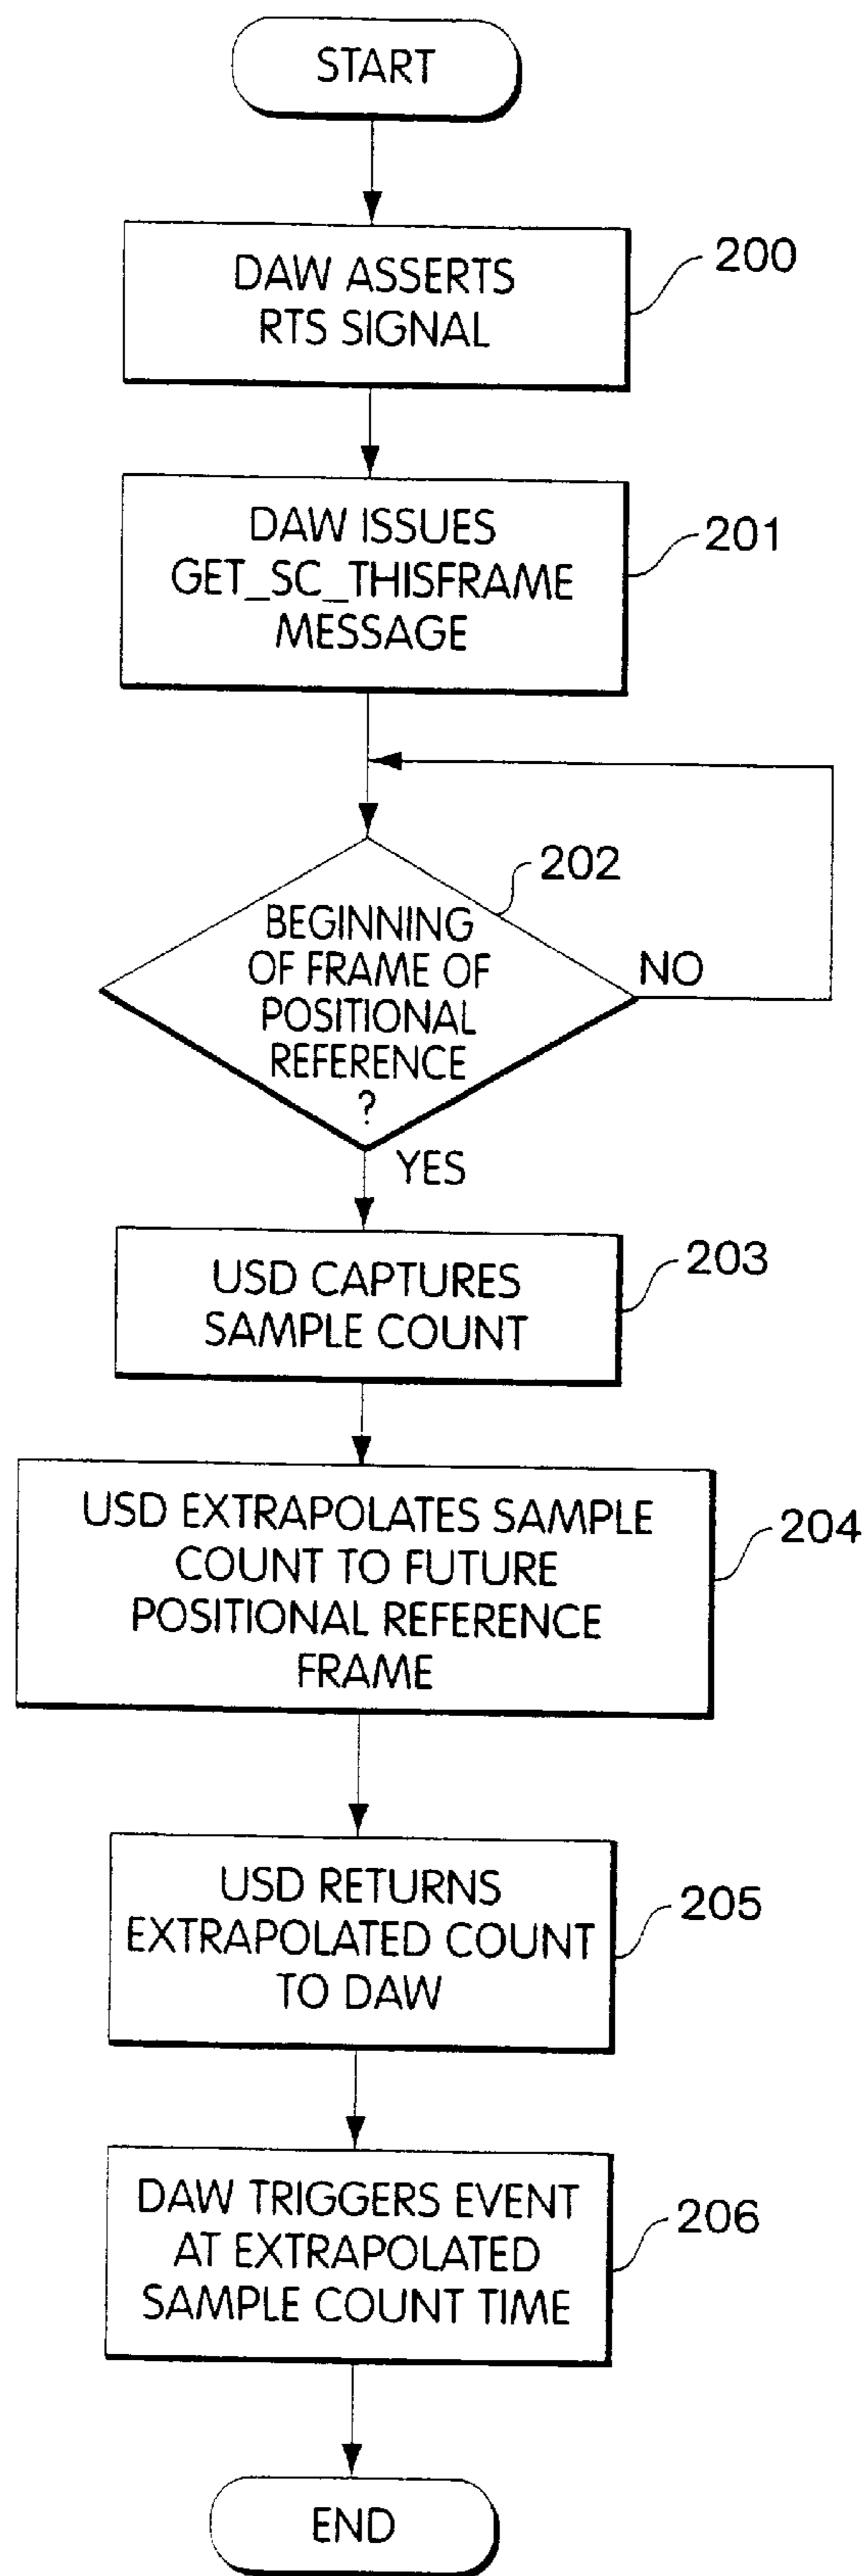 START
DAW ASSERTS
RTS SIGNAL
200
DAW ISSUES
GET_SC_THISFRAME
MESSAGE
201
202
BEGINNING
OF FRAME OF
POSITIONAL
REFERENCE
?
NO
YES
USD CAPTURES
SAMPLE COUNT
203
USD EXTRAPOLATES SAMPLE
COUNT TO FUTURE
POSITIONAL REFERENCE
FRAME
204
USD RETURNS
EXTRAPOLATED COUNT
TO DAW
205
DAW TRIGGERS EVENT
AT EXTRAPOLATED
SAMPLE COUNT TIME
206
END